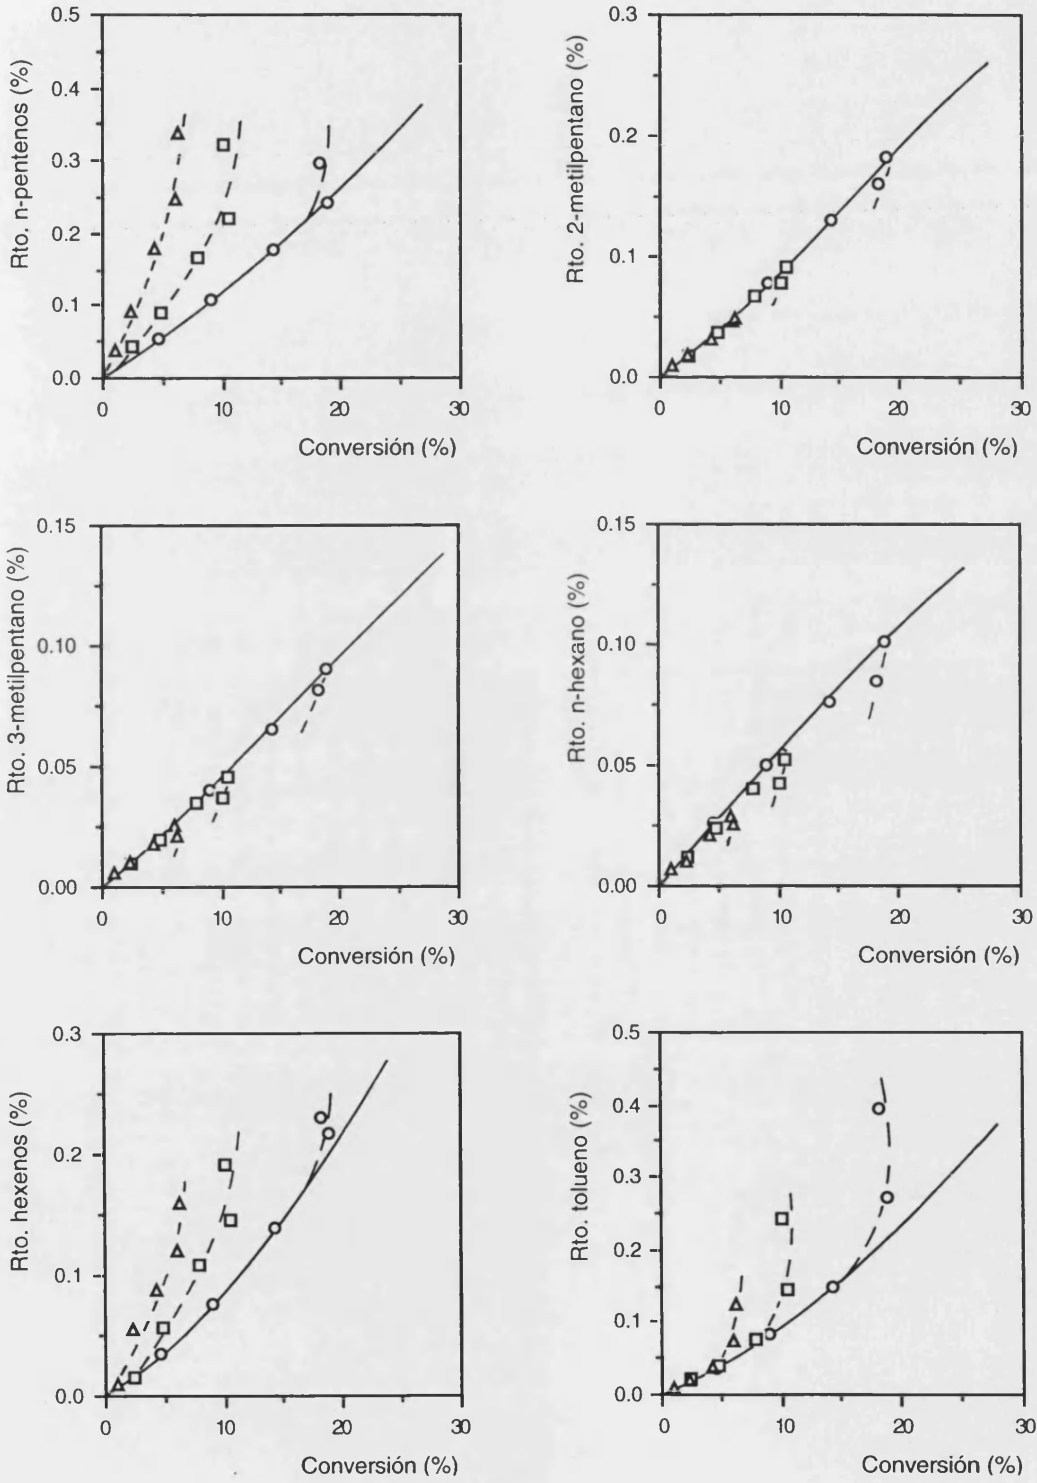 Rto. n-pentenos (%)
0.5
0.4
0.3
0.2
0.1
0.0
0 10 20 30
Conversión (%)
Rto. 2-metilpentano (%)
0.3
0.2
0.1
0.0
0 10 20 30
Conversión (%)
Rto. 3-metilpentano (%)
0.15
0.10
0.05
0.00
0 10 20 30
Conversión (%)
Rto. n-hexano (%)
0.15
0.10
0.05
0.00
0 10 20 30
Conversión (%)
Rto. hexenos (%)
0.3
0.2
0.1
0.0
0 10 20 30
Conversión (%)
Rto. tolueno (%)
0.5
0.4
0.3
0.2
0.1
0.0
0 10 20 30
Conversión (%)